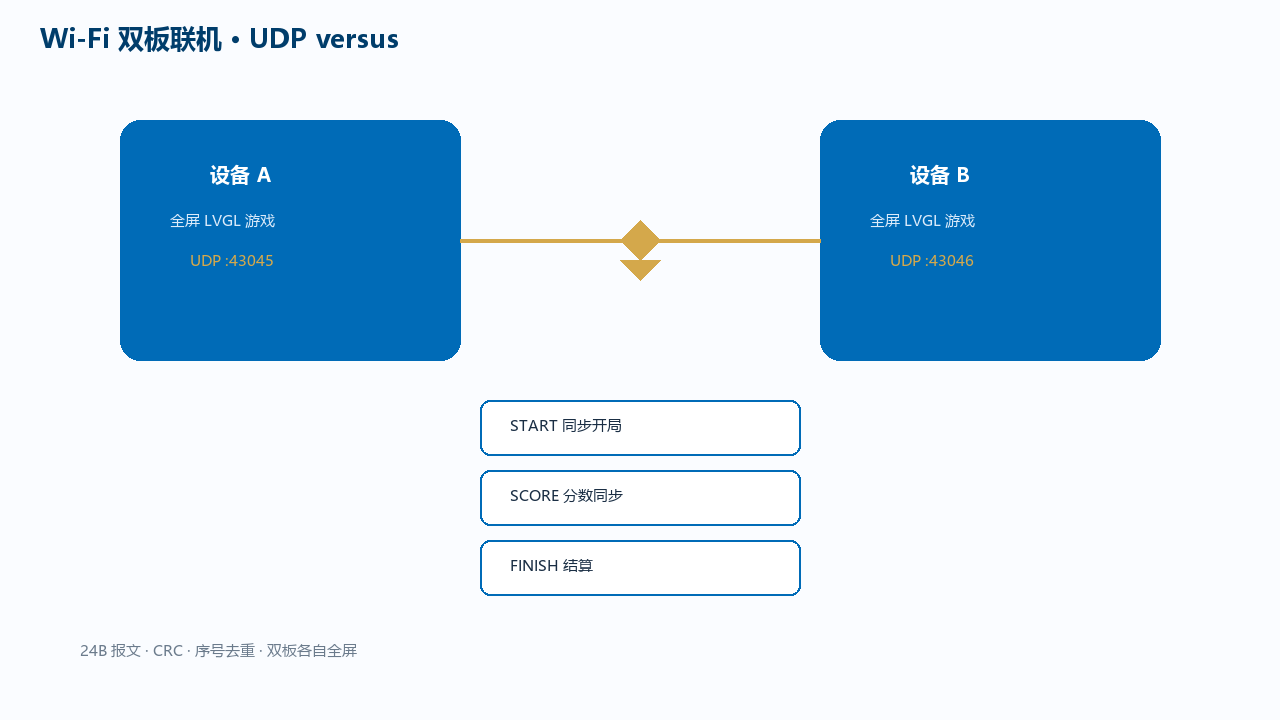 Wi-Fi 双板联机 • UDP versus
设备 A
全屏 LVGL 游戏
UDP :43045
设备 B
全屏 LVGL 游戏
UDP :43046
START 同步开局
SCORE 分数同步
FINISH 结算
24B 报文 · CRC · 序号去重 · 双板各自全屏